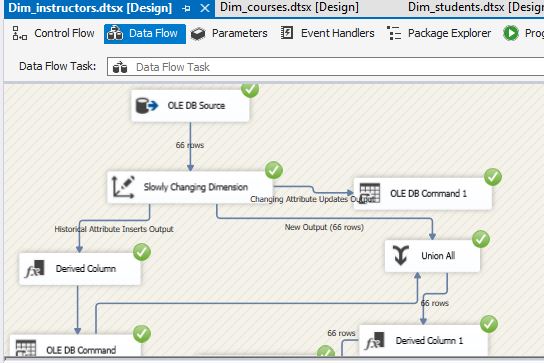 Dim_instructors.dtsx [Design]
Dim_courses.dtsx [Design]
Dim_students.dtsx [Design]
Control Flow
Data Flow
Parameters
Event Handlers
Package Explorer
Prog
Data Flow Task:
Data Flow Task
OLE DB Source
66 rows
Slowly Changing Dimension
Changing Attribute Updates Output
OLE DB Command 1
Historical Attribute Inserts Output
New Output (66 rows)
Derived Column
Union All
66 rows
66 rows
Derived Column 1
OLE DB Command